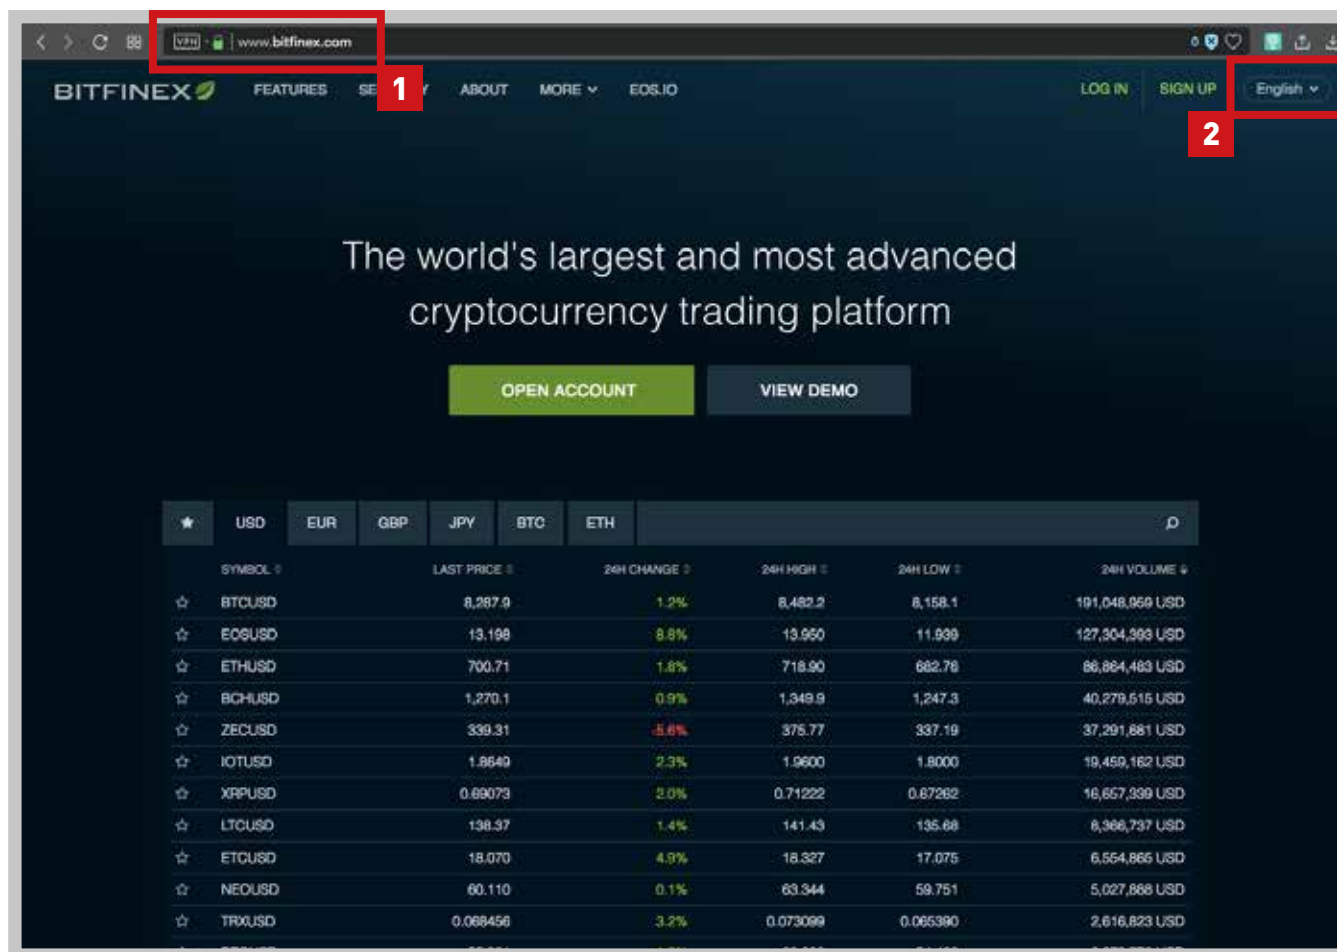 VPN www.bitfinex.com 0
1
BITFINEX FEATURES ABOUT MORE EOS.IO LOG IN SIGN UP English
2
The world's largest and most advanced
cryptocurrency trading platform
OPEN ACCOUNT VIEW DEMO
USD EUR GBP JPY BTC ETH
SYMBOL LAST PRICE 24H CHANGE 24H HIGH 24H LOW 24H VOLUME
BTCUSD 8,287.9 1.2% 8,482.2 8,158.1 191,048,959 USD
EOSUSD 13.198 8.8% 13.950 11.939 127,304,393 USD
ETHUSD 700.71 1.8% 718.90 682.76 86,864,483 USD
BCHUSD 1,270.1 0.9% 1,349.9 1,247.3 40,279,515 USD
ZECUSD 339.31 -5.6% 375.77 337.19 37,291,681 USD
IOTUSD 1.8649 2.3% 1.9600 1.8000 19,459,162 USD
XRPUSD 0.69073 2.0% 0.71222 0.67262 16,657,339 USD
LTCUSD 138.37 1.4% 141.43 135.68 8,366,737 USD
ETCUSD 18.070 4.9% 18.327 17.075 6,554,865 USD
NEOUSD 60.110 0.1% 63.344 59.751 5,027,888 USD
TRXUSD 0.068456 3.2% 0.073099 0.065390 2,616,823 USD